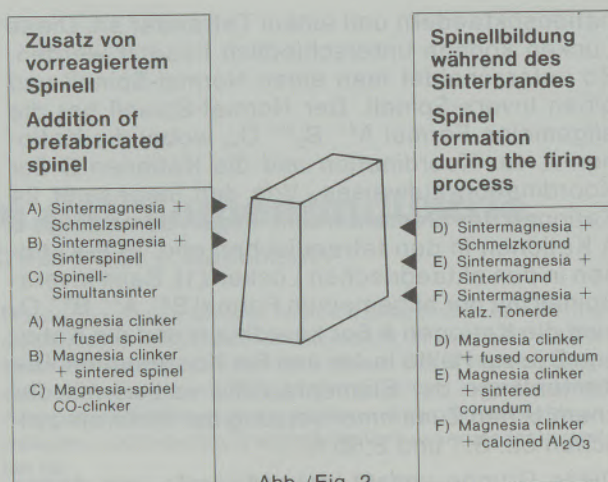 Zusatz von
vorreagiertem
Spinell
Addition of
prefabricated
spinel
A) Sintermagnesia +
Schmelzspinell
B) Sintermagnesia +
Sinterspinell
C) Spinell-
Simultansinter
A) Magnesia clinker
+ fused spinel
B) Magnesia clinker
+ sintered spinel
C) Magnesia-spinel
CO-clinker
Spinellbildung
während des
Sinterbrandes
Spinel
formation
during the firing
process
D) Sintermagnesia +
Schmelzkorund
E) Sintermagnesia +
Sinterkorund
F) Sintermagnesia +
kalz. Tonerde
D) Magnesia clinker
+ fused corundum
E) Magnesia clinker
+ sintered
corundum
F) Magnesia clinker
+ calcined Al₂O₃
Abb./Fig. 2